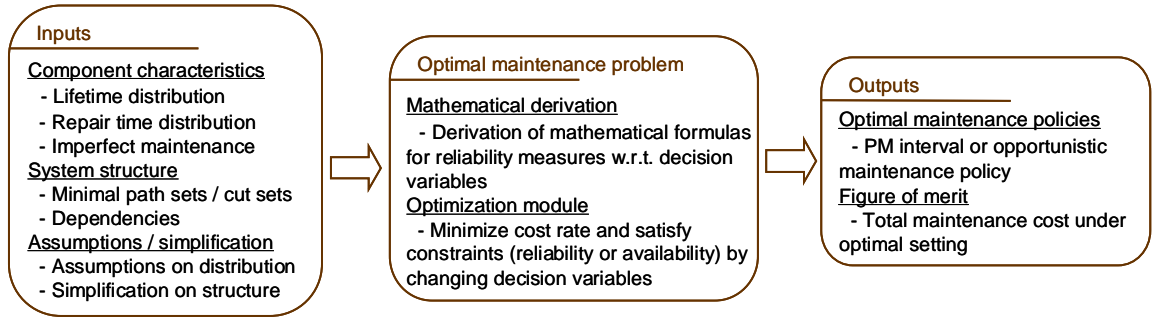 Inputs
Component characteristics
- Lifetime distribution
- Repair time distribution
- Imperfect maintenance
System structure
- Minimal path sets / cut sets
- Dependencies
Assumptions / simplification
- Assumptions on distribution
- Simplification on structure
Optimal maintenance problem
Mathematical derivation
- Derivation of mathematical formulas
for reliability measures w.r.t. decision
variables
Optimization module
- Minimize cost rate and satisfy
constraints (reliability or availability) by
changing decision variables
Outputs
Optimal maintenance policies
- PM interval or opportunistic
maintenance policy
Figure of merit
- Total maintenance cost under
optimal setting